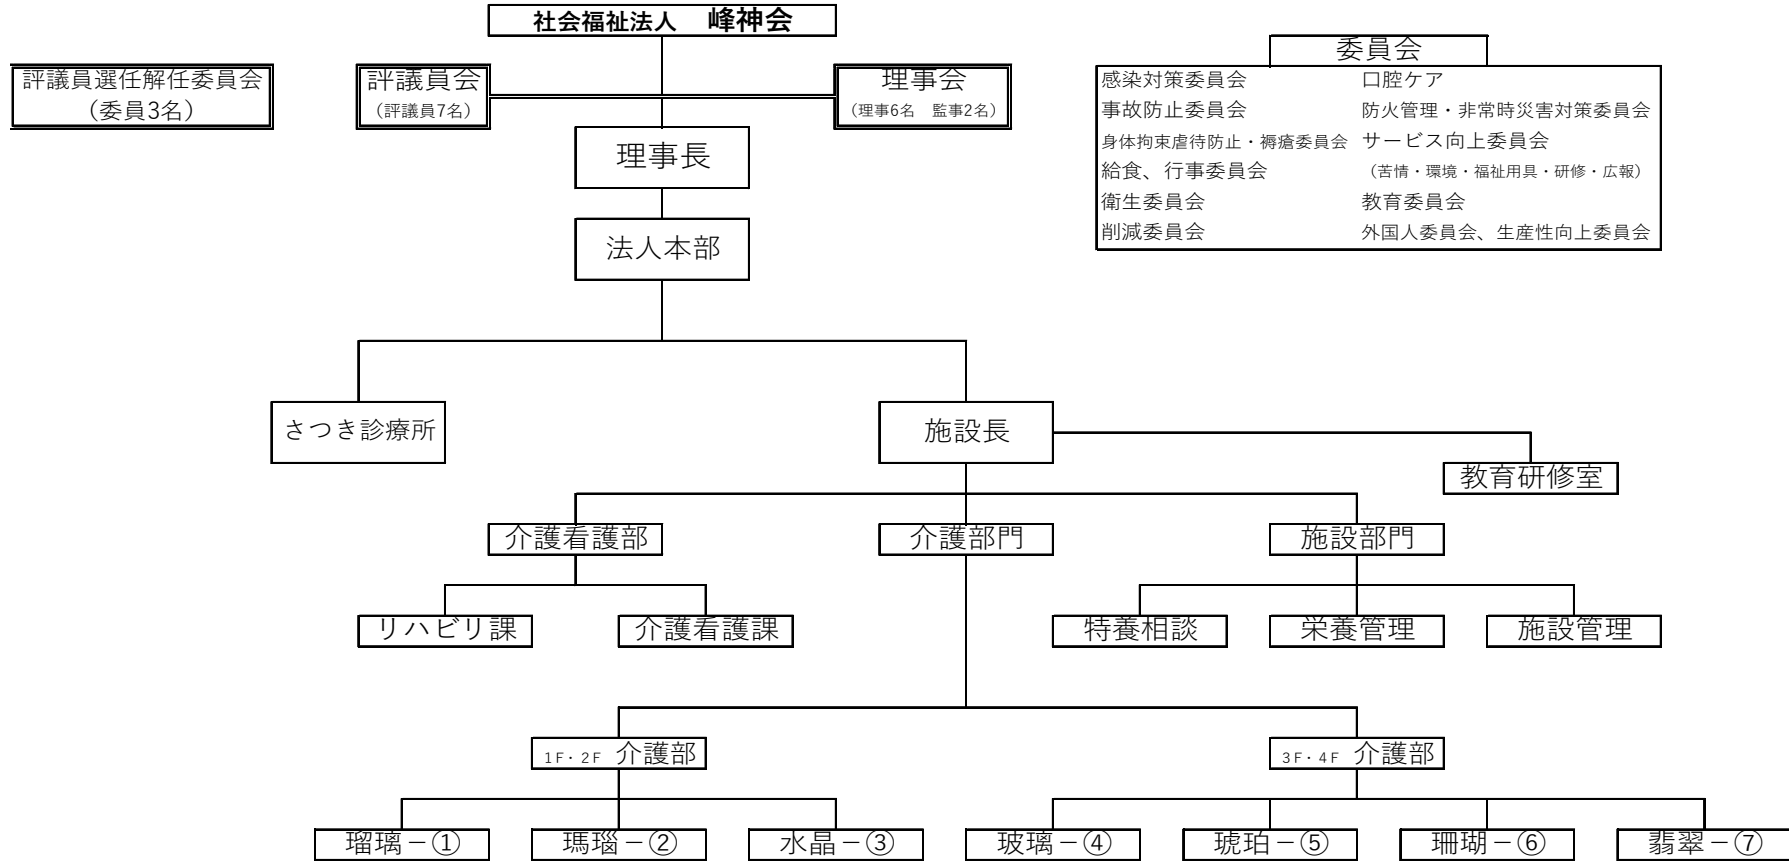 社会福祉法人　峰神会
評議員選任解任委員会
（委員3名）
評議員会
（評議員7名）
理事会
（理事6名　監事2名）
委員会
感染対策委員会
事故防止委員会
身体拘束虐待防止・褥瘡委員会
給食、行事委員会
衛生委員会
削減委員会
口腔ケア
防火管理・非常時災害対策委員会
サービス向上委員会
（苦情・環境・福祉用具・研修・広報）
教育委員会
外国人委員会、生産性向上委員会
理事長
法人本部
さつき診療所
施設長
教育研修室
介護看護部
介護部門
施設部門
リハビリ課
介護看護課
特養相談
栄養管理
施設管理
1F・2F 介護部
3F・4F 介護部
瑠璃－①
瑪瑙－②
水晶－③
玻璃－④
琥珀－⑤
珊瑚－⑥
翡翠－⑦